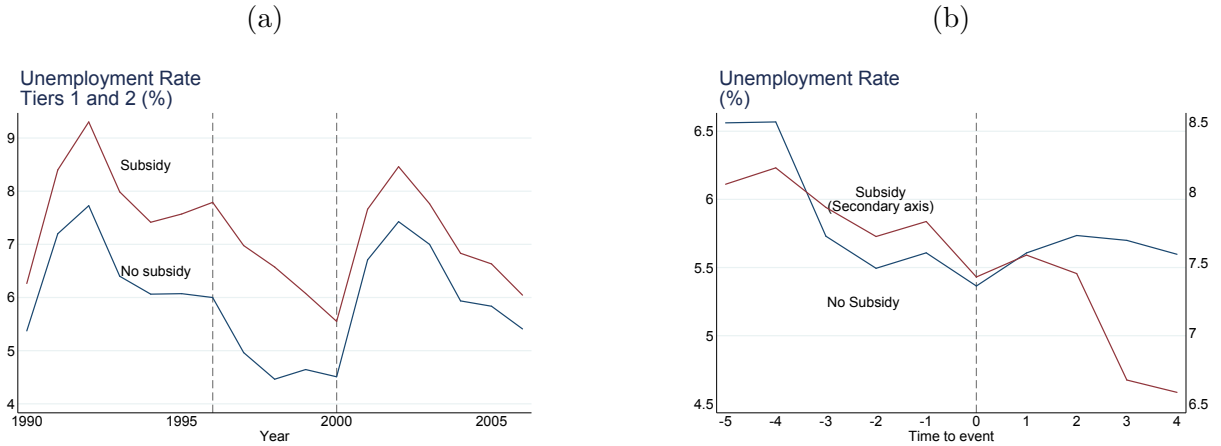 (a)
Unemployment Rate
Tiers 1 and 2 (%)
9
8
7
6
5
4
Subsidy
No subsidy
1990
1995
2000
2005
Year
(b)
Unemployment Rate
(%)
6.5
6
5.5
5
4.5
8.5
8
7.5
7
6.5
Subsidy
(Secondary axis)
No Subsidy
-5
-4
-3
-2
-1
0
1
2
3
4
Time to event